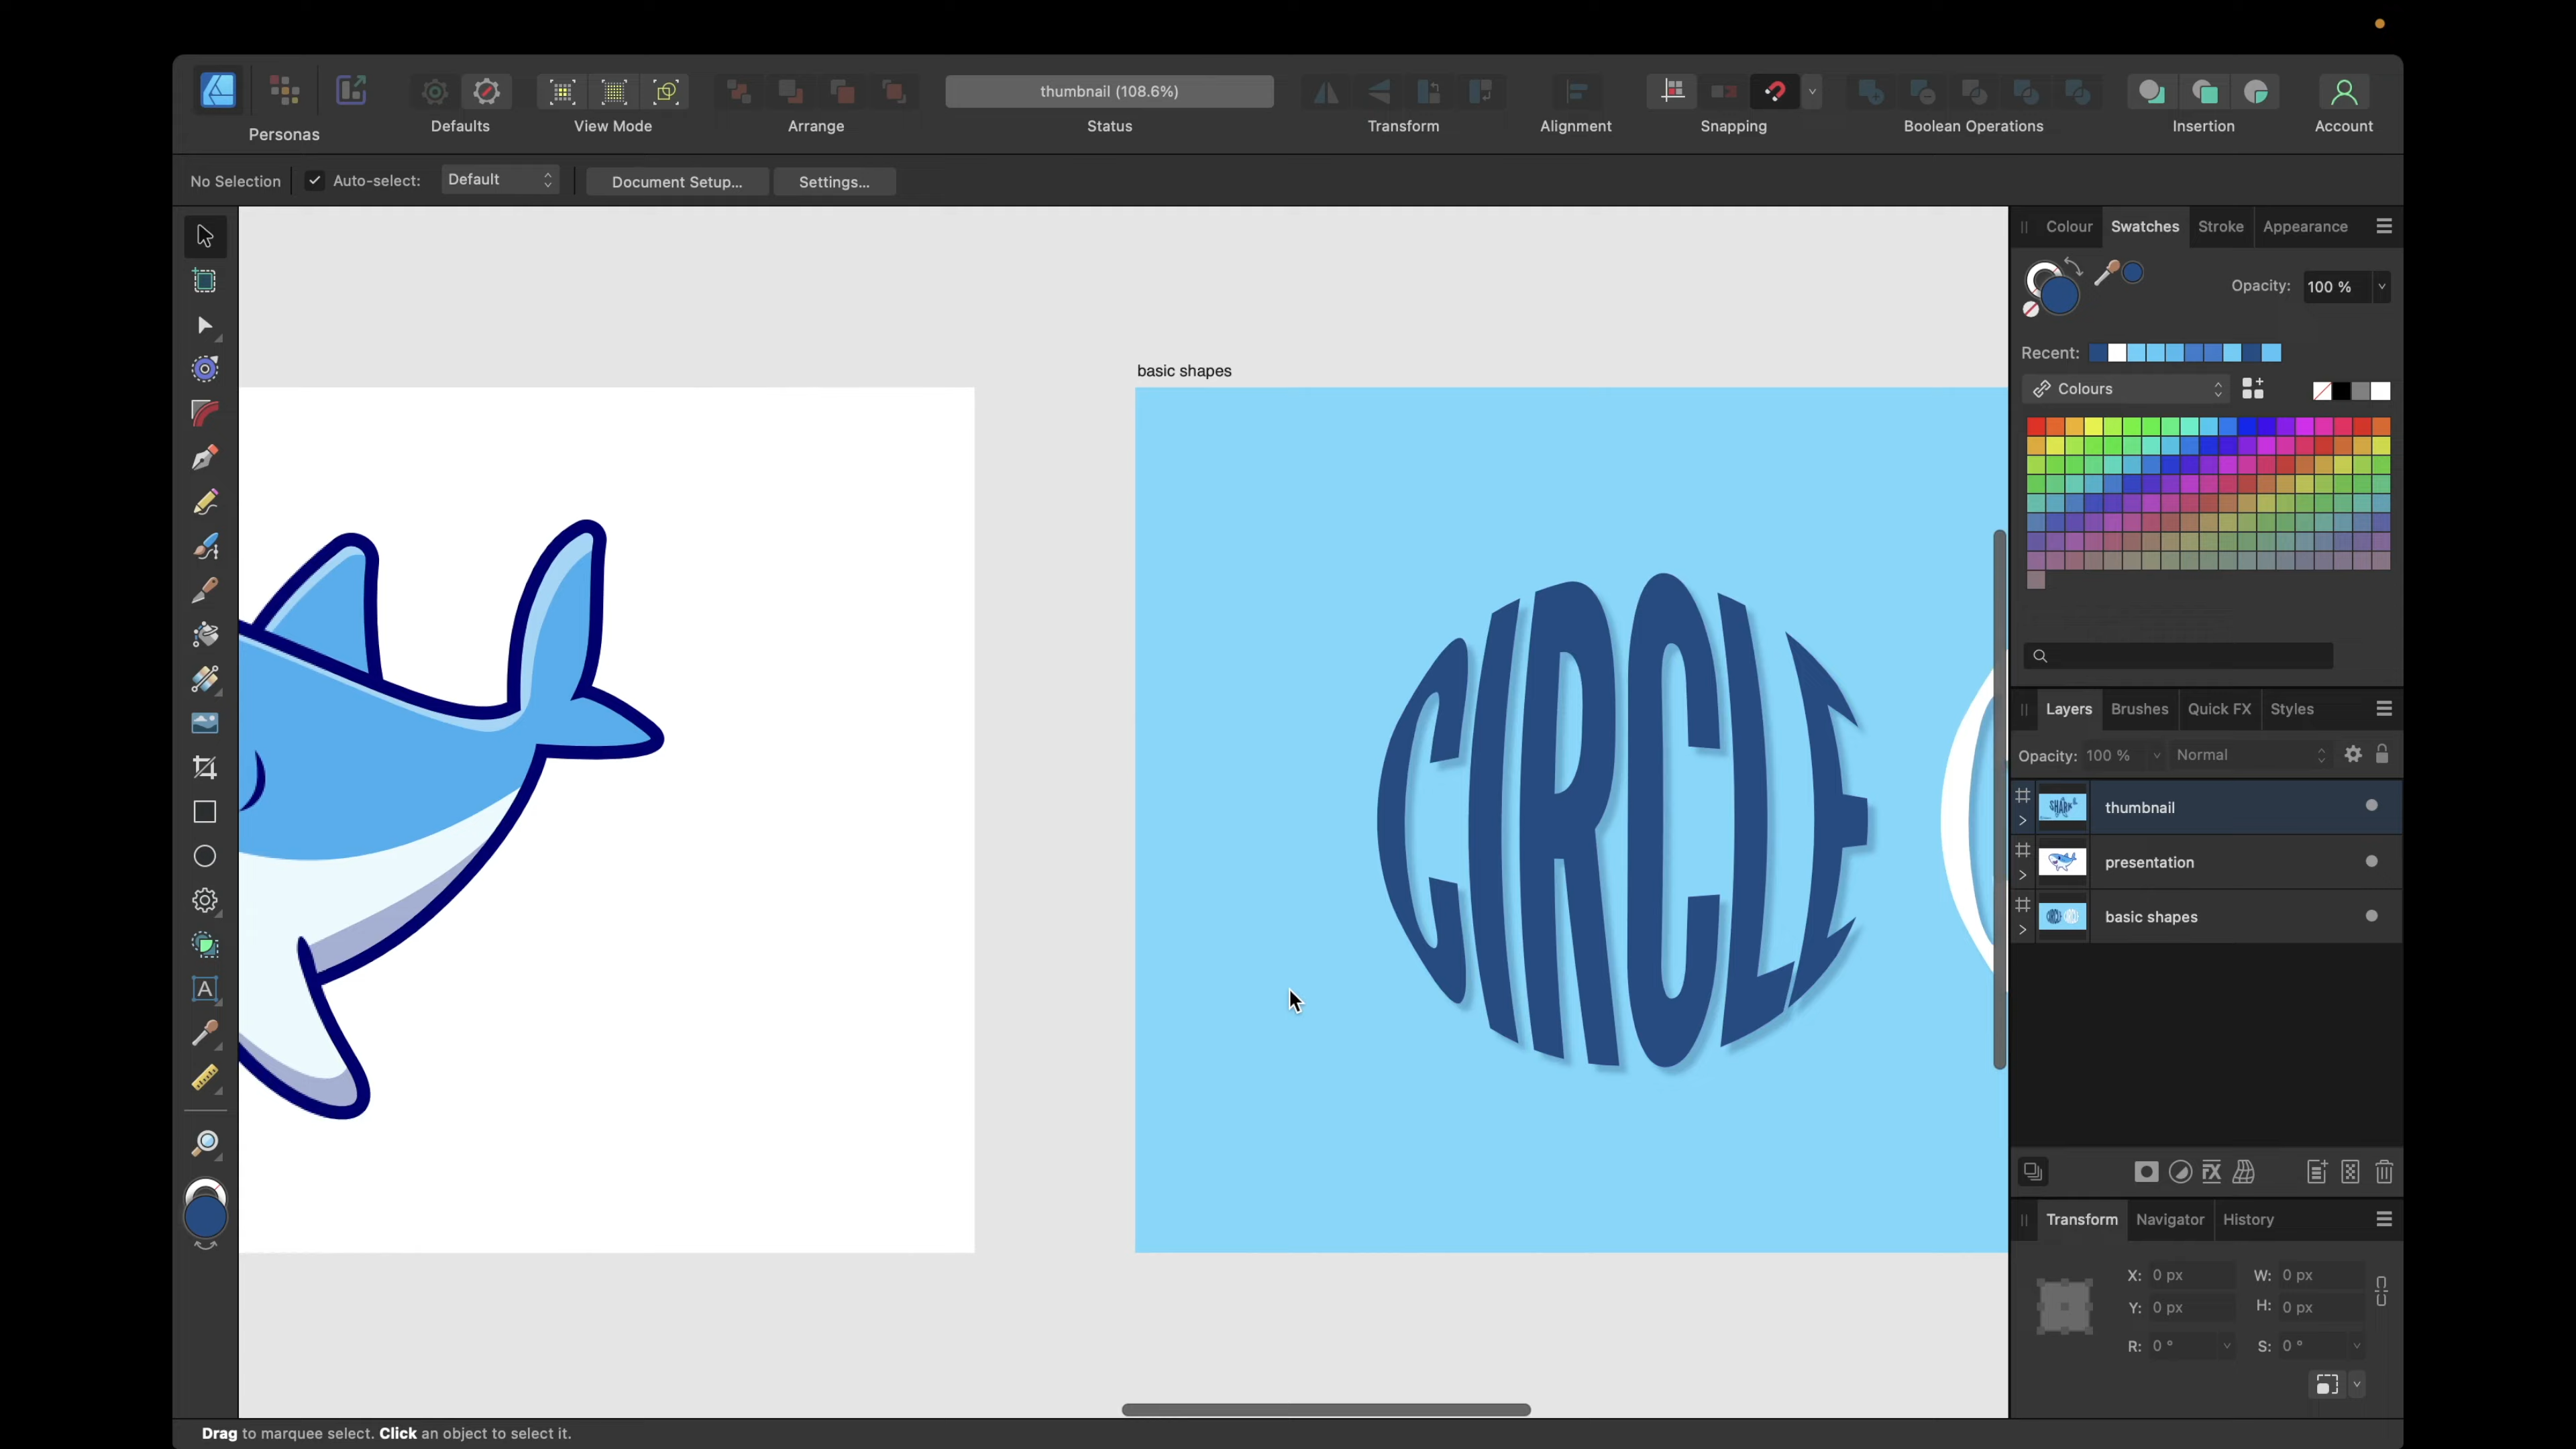 thumbnail (108.6%)
Personas
Defaults
View Mode
Arrange
Status
Transform
Alignment
Snapping
Boolean Operations
Insertion
Account
No Selection
Auto-select:
Default
Document Setup...
Settings...
Colour
Swatches
Stroke
Appearance
Opacity:
100 %
Recent:
Colours
basic shapes
CIRCLE
Layers
Brushes
Quick FX
Styles
Opacity:
100 %
Normal
thumbnail
presentation
basic shapes
Transform
Navigator
History
X:
0 px
W:
0 px
Y:
0 px
H:
0 px
R:
0 °
S:
0 °
Drag to marquee select. Click an object to select it.